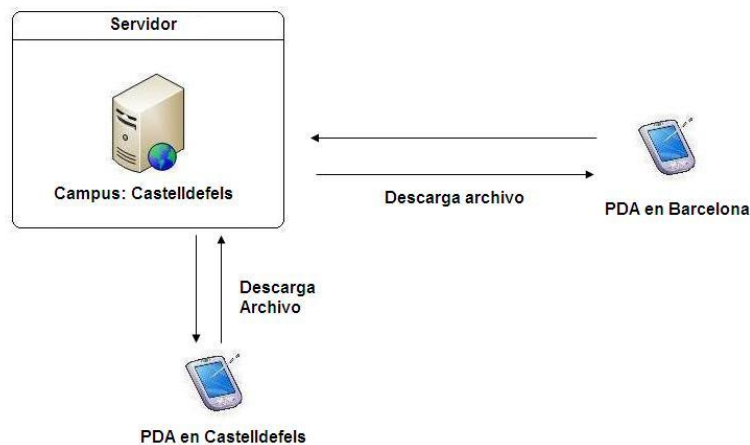 Servidor
Campus: Castelldefels
Descarga archivo
PDA en Barcelona
Descarga
Archivo
PDA en Castelldefels